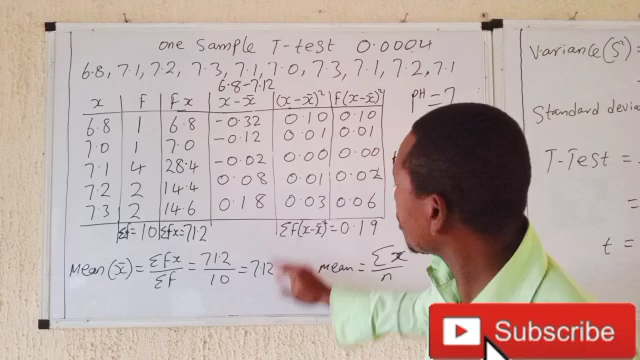 one Sample T-test 0.0004
6.8, 7.1, 7.2, 7.3, 7.1, 7.0, 7.3, 7.1, 7.2, 7.1
6.8-7.12
x F Fx x-x̄ (x-x̄)² F(x-x̄)²
6.8 1 6.8 -0.32 0.10 0.10
7.0 1 7.0 -0.12 0.01 0.01
7.1 4 28.4 -0.02 0.00 0.00
7.2 2 14.4 0.08 0.01 0.02
7.3 2 14.6 0.18 0.03 0.06
Σf=10 Σfx=71.2 Σf(x-x̄)²=0.19
Mean(x̄) = Σfx/Σf = 71.2/10 = 7.12
mean = Σx/n
pH=7
Variance(S²)=
Standard devia
T-Test =
t =
Subscribe